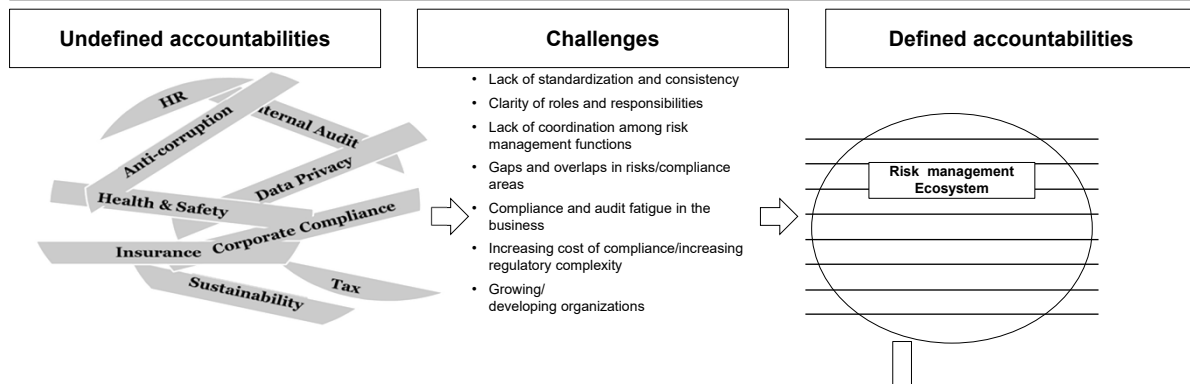 Undefined accountabilities
Challenges
Defined accountabilities
HR
ternal Audit
Anti-corruption
Data Privacy
Health & Safety
Corporate Compliance
Insurance
Sustainability
Tax
• Lack of standardization and consistency
• Clarity of roles and responsibilities
• Lack of coordination among risk
management functions
• Gaps and overlaps in risks/compliance
areas
• Compliance and audit fatigue in the
business
• Increasing cost of compliance/increasing
regulatory complexity
• Growing/
developing organizations
Risk management
Ecosystem